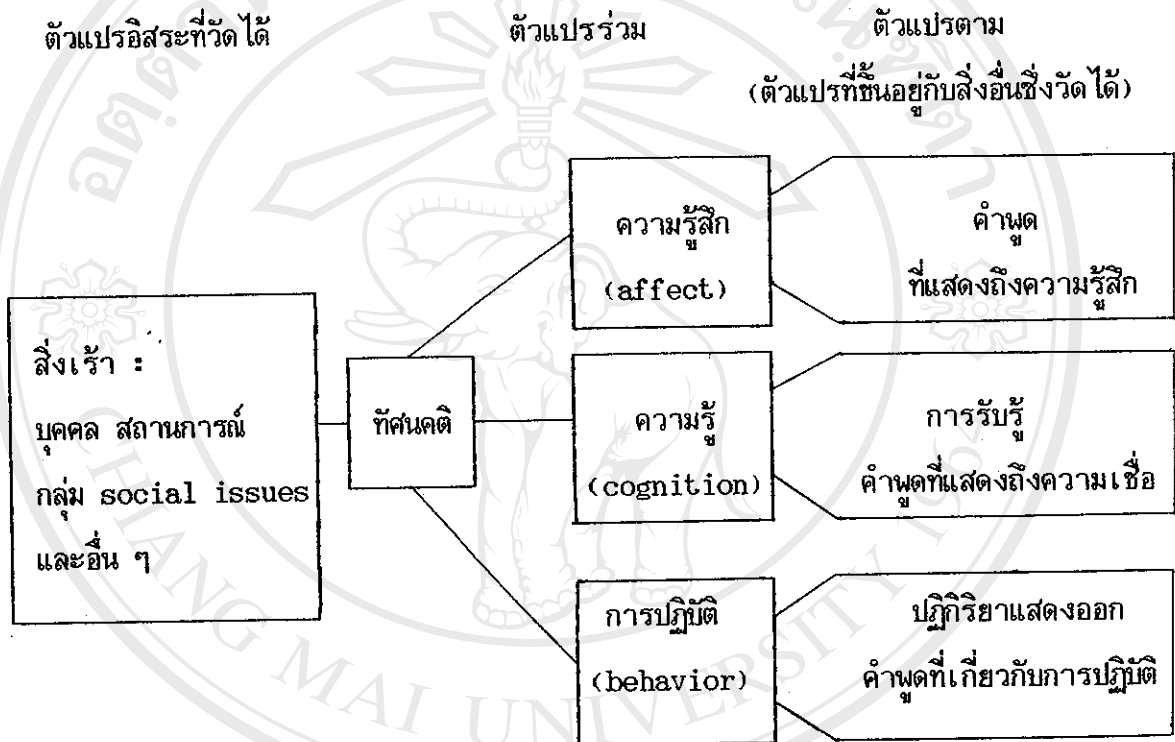 ตัวแปรอิสระที่วัดได้
ตัวแปรร่วม
ตัวแปรตาม
(ตัวแปรที่ขึ้นอยู่กับสิ่งอื่นซึ่งวัดได้)
สิ่งเร้า :
บุคคล สถานการณ์
กลุ่ม social issues
และอื่น ๆ
ทัศนคติ
ความรู้สึก
(affect)
คำพูด
ที่แสดงถึงความรู้สึก
ความรู้
(cognition)
การรับรู้
คำพูดที่แสดงถึงความเชื่อ
การปฏิบัติ
(behavior)
ปฏิกิริยาแสดงออก
คำพูดที่เกี่ยวกับการปฏิบัติ
CHIANG MAI UNIVERSITY